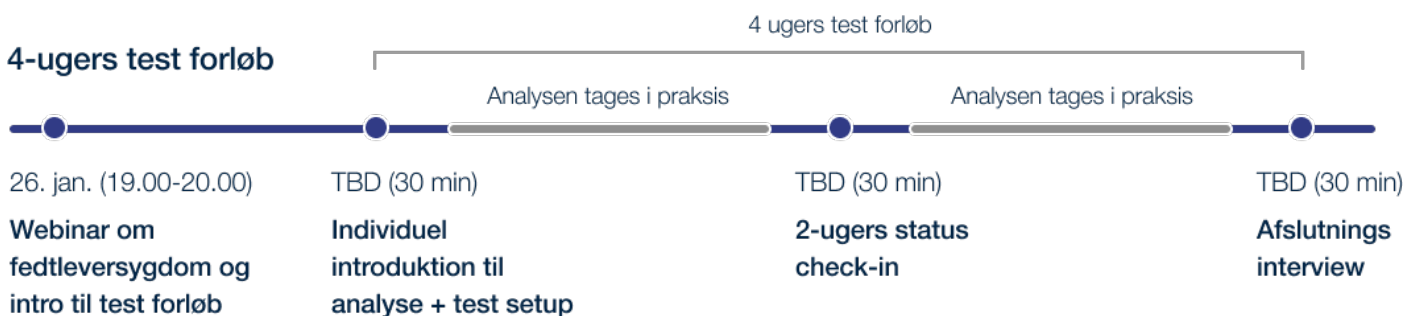 4 ugers test forløb
4-ugers test forløb
Analysen tages i praksis
Analysen tages i praksis
26. jan. (19.00-20.00)
Webinar om
fedtleversygdom og
intro til test forløb
TBD (30 min)
Individuel
introduktion til
analyse + test setup
TBD (30 min)
2-ugers status
check-in
TBD (30 min)
Afslutnings
interview